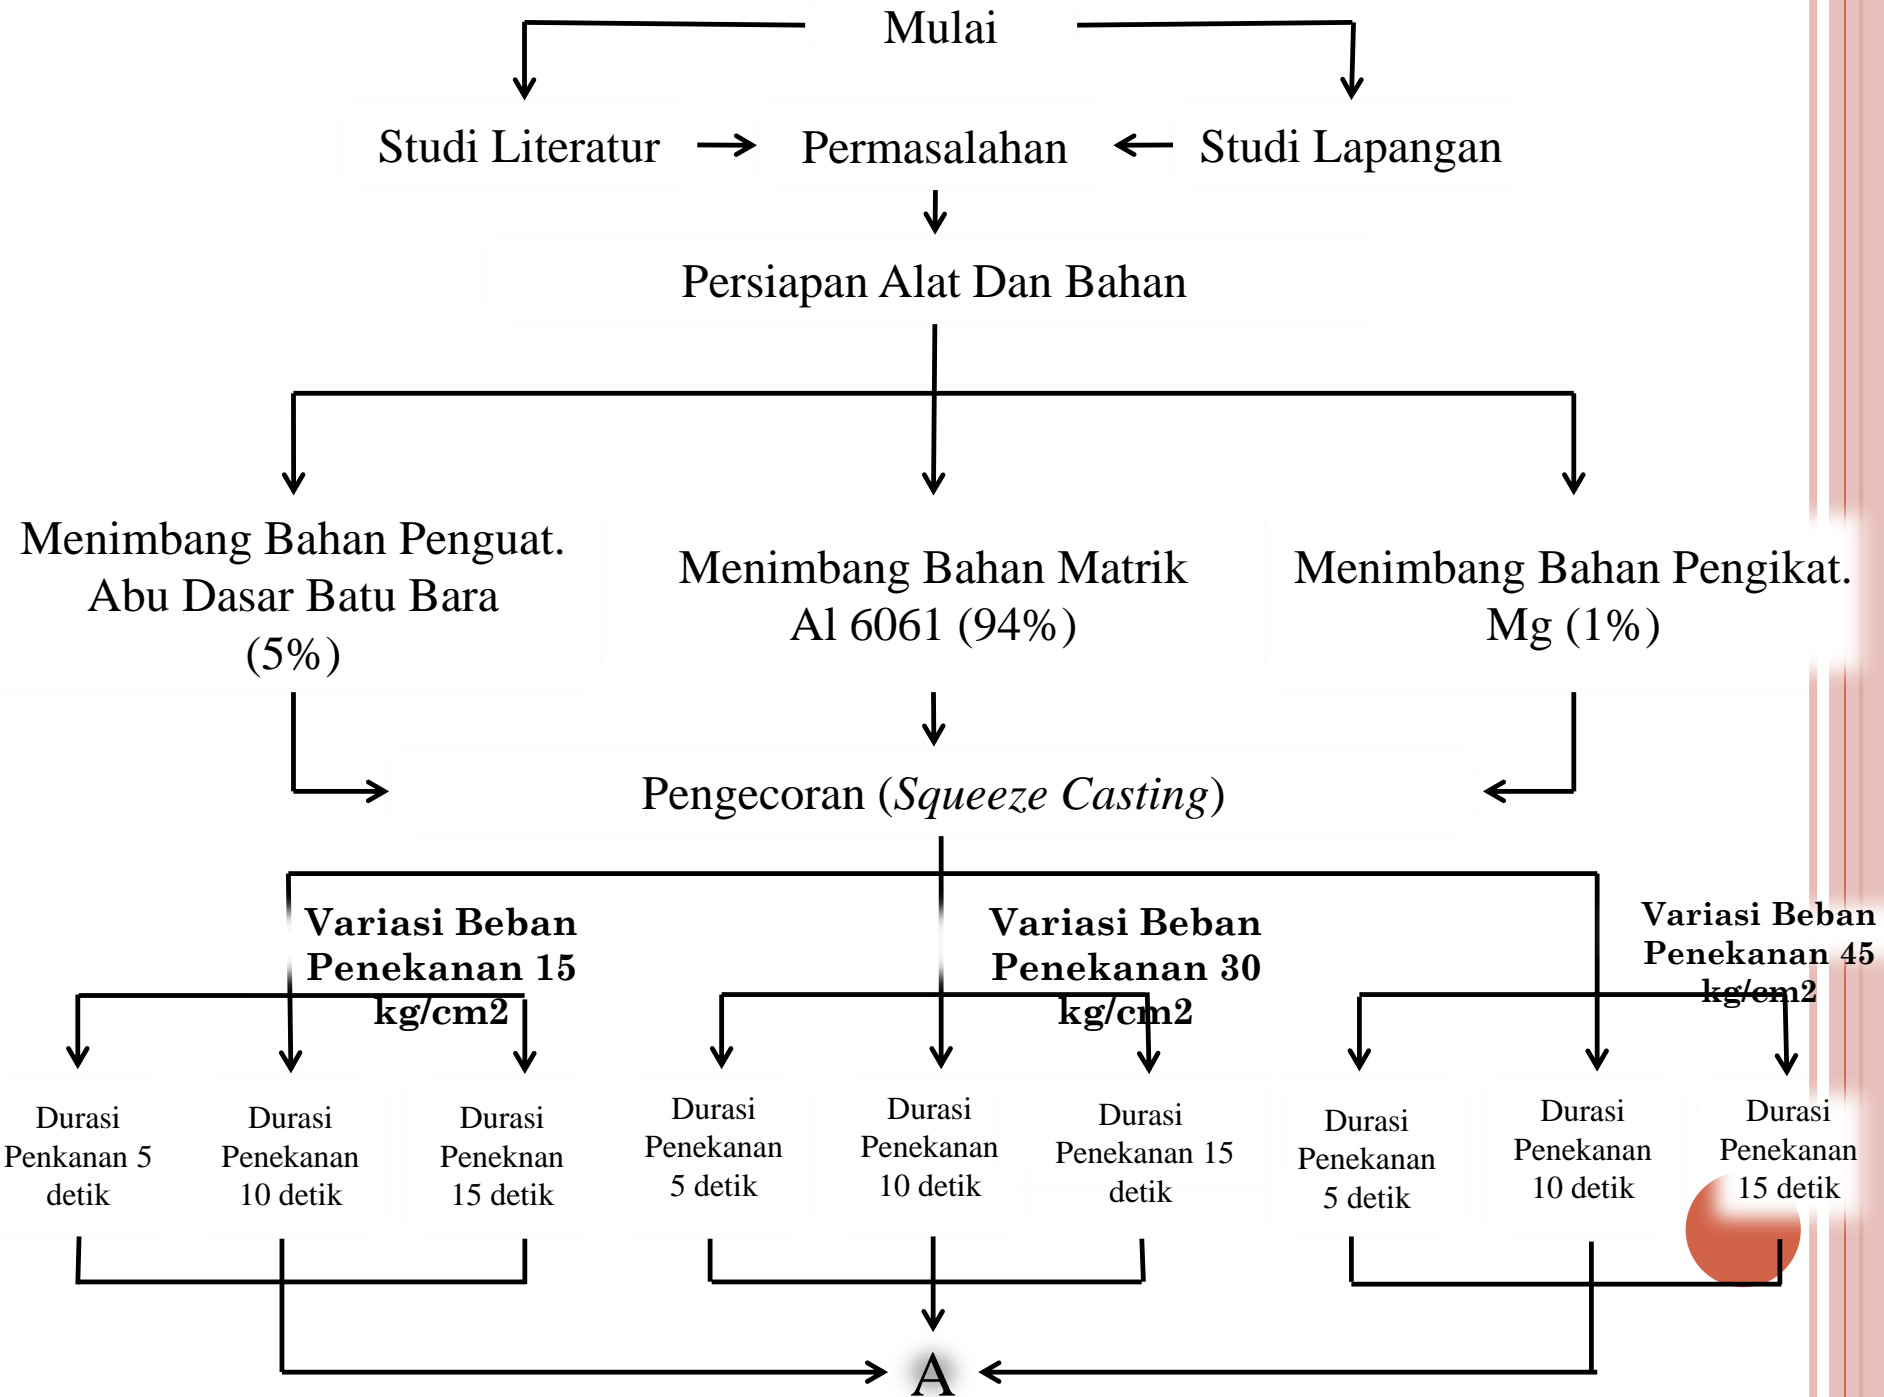 Mulai
Studi Literatur
Permasalahan
Studi Lapangan
Persiapan Alat Dan Bahan
Menimbang Bahan Penguat.
Abu Dasar Batu Bara
(5%)
Menimbang Bahan Matrik
Al 6061 (94%)
Menimbang Bahan Pengikat.
Mg (1%)
Pengecoran (Squeeze Casting)
Variasi Beban
Penekanan 15
kg/cm2
Variasi Beban
Penekanan 30
kg/cm2
Variasi Beban
Penekanan 45
kg/cm2
Durasi
Penkanan 5
detik
Durasi
Penekanan
10 detik
Durasi
Peneknan
15 detik
Durasi
Penekanan
5 detik
Durasi
Penekanan
10 detik
Durasi
Penekanan 15
detik
Durasi
Penekanan
5 detik
Durasi
Penekanan
10 detik
Durasi
Penekanan
15 detik
A